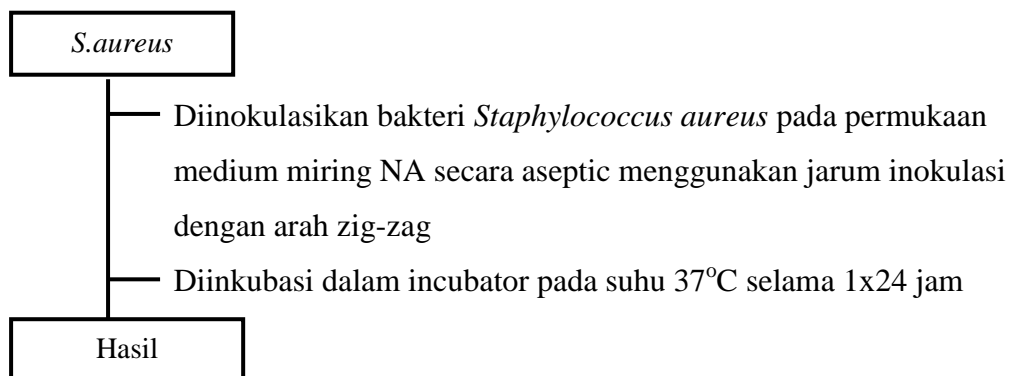 S.aureus
Diinokulasikan bakteri Staphylococcus aureus pada permukaan
medium miring NA secara aseptic menggunakan jarum inokulasi
dengan arah zig-zag
Diinkubasi dalam incubator pada suhu 37°C selama 1x24 jam
Hasil